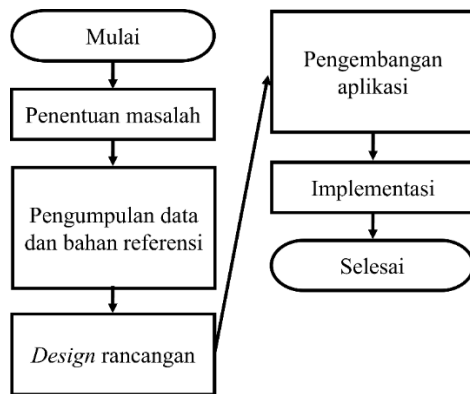 Mulai
Penentuan masalah
Pengumpulan data
dan bahan referensi
Design rancangan
Pengembangan
aplikasi
Implementasi
Selesai